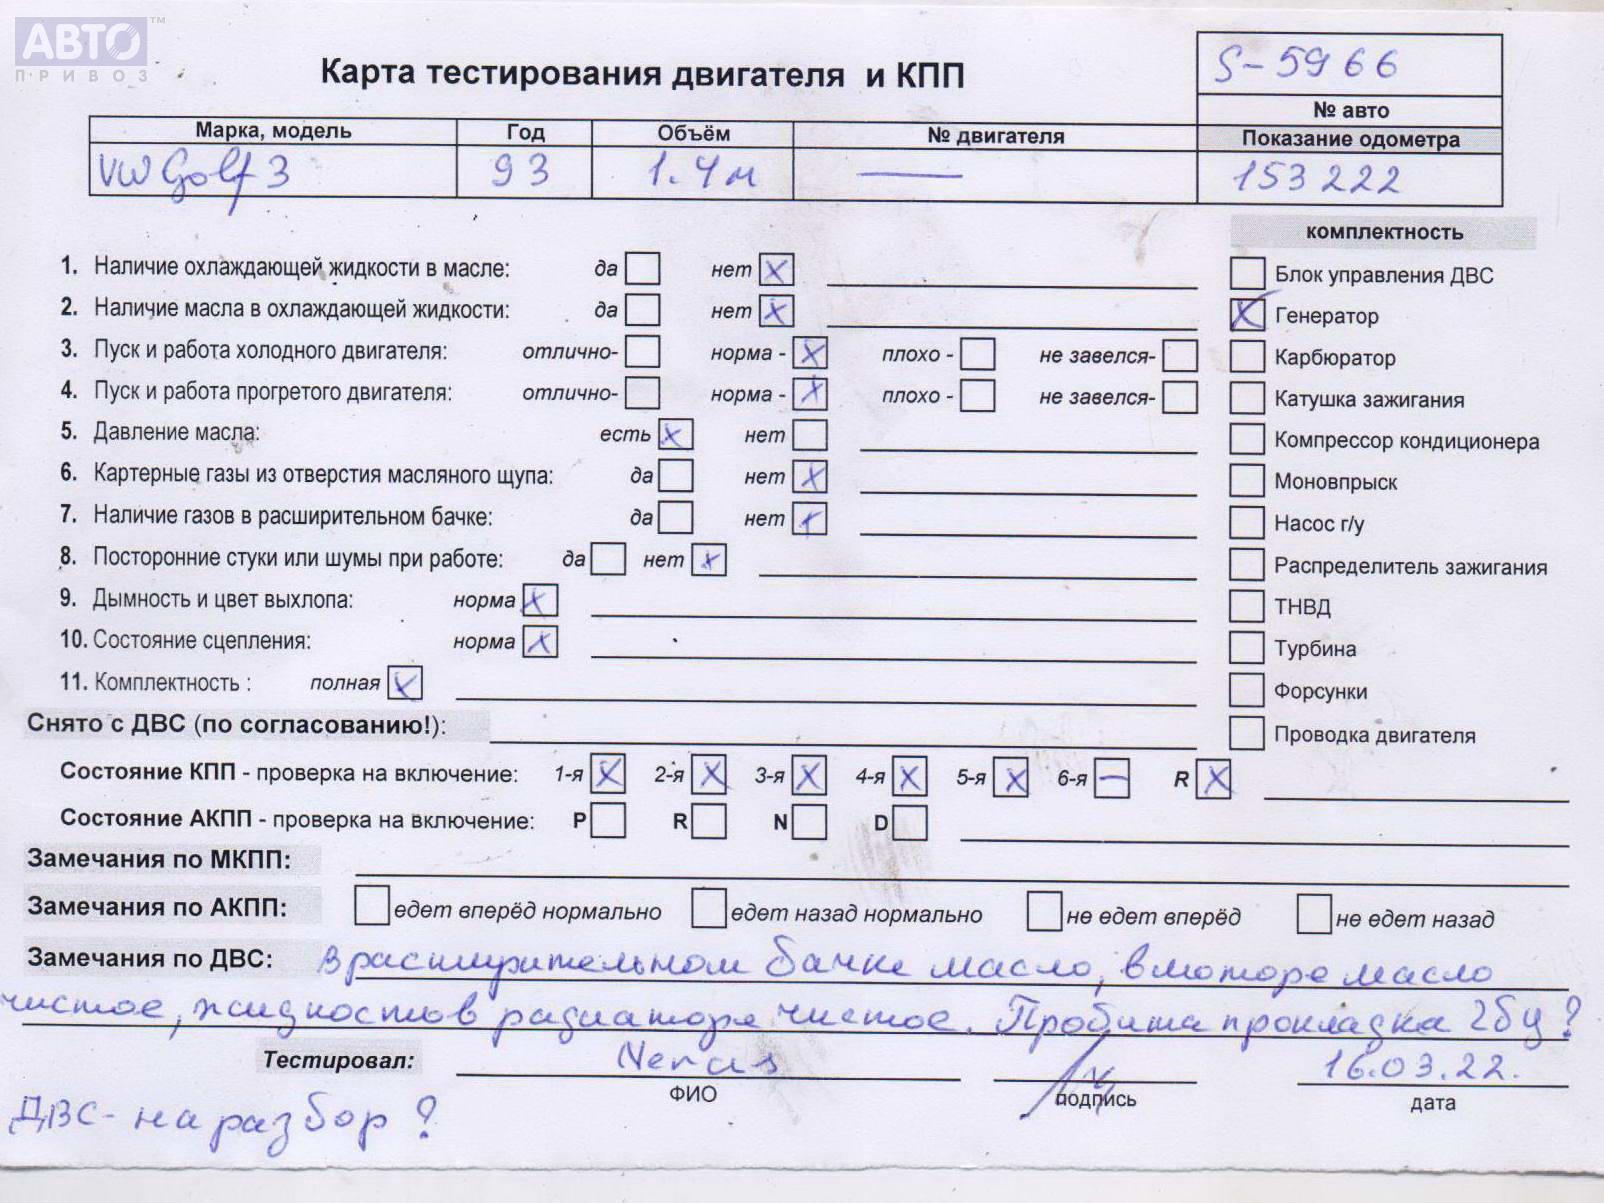 АВТО™
ПРИВОЗ
Карта тестирования двигателя и КПП
S-5966
№ авто
Марка, модель Год Объём № двигателя Показание одометра
VW Golf 3 93 1.4м — 153 222
комплектность
1. Наличие охлаждающей жидкости в масле: да нет X
Блок управления ДВС
2. Наличие масла в охлаждающей жидкости: да нет X
X Генератор
3. Пуск и работа холодного двигателя: отлично- норма - X плохо - не завелся-
Карбюратор
4. Пуск и работа прогретого двигателя: отлично- норма - X плохо - не завелся-
Катушка зажигания
5. Давление масла: есть X нет
Компрессор кондиционера
6. Картерные газы из отверстия масляного щупа: да нет X
Моновпрыск
7. Наличие газов в расширительном бачке: да нет X
Насос г/у
8. Посторонние стуки или шумы при работе: да нет X
Распределитель зажигания
9. Дымность и цвет выхлопа: норма X
ТНВД
10. Состояние сцепления: норма X
Турбина
11. Комплектность : полная X
Форсунки
Снято с ДВС (по согласованию!):
Проводка двигателя
Состояние КПП - проверка на включение: 1-я X 2-я X 3-я X 4-я X 5-я X 6-я — R X
Состояние АКПП - проверка на включение: P R N D
Замечания по МКПП:
Замечания по АКПП: едет вперёд нормально едет назад нормально не едет вперёд не едет назад
Замечания по ДВС: в расширительном бачке масло, в моторе масло
чистое, жидкость в радиаторе чистое. Пробита прокладка гбц?
Тестировал: 16.03.22.
ФИО подпись дата
ДВС - на разбор ?